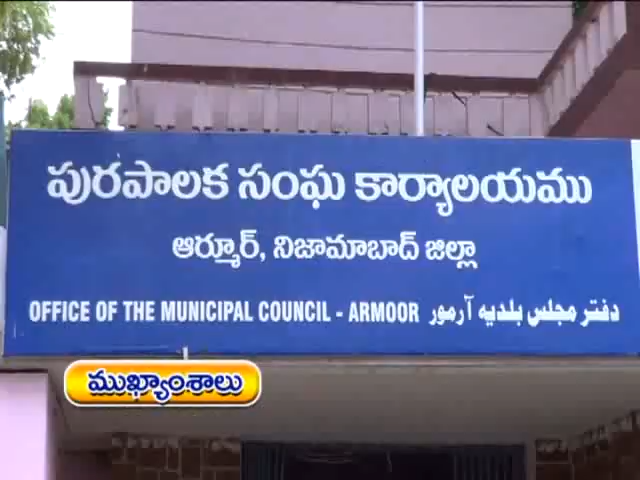 పురపాలక సంఘ కార్యాలయము
ఆర్మూర్, నిజామాబాద్ జిల్లా
OFFICE OF THE MUNICIPAL COUNCIL - ARMOOR دفتر مجلس بلدیہ آرمور
ముఖ్యాంశాలు